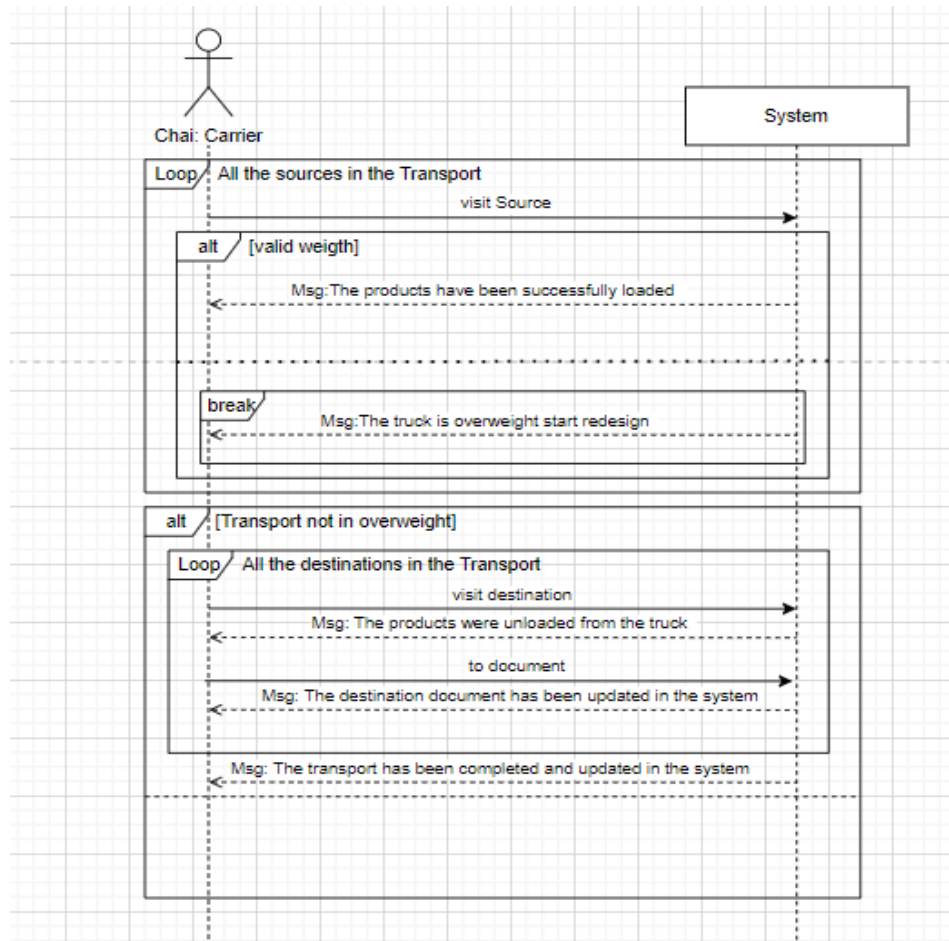 Chai: Carrier
System
Loop All the sources in the Transport
visit Source
alt [valid weigth]
Msg:The products have been successfully loaded
break
Msg:The truck is overweight start redesign
alt [Transport not in overweight]
Loop All the destinations in the Transport
visit destination
Msg: The products were unloaded from the truck
to document
Msg: The destination document has been updated in the system
Msg: The transport has been completed and updated in the system